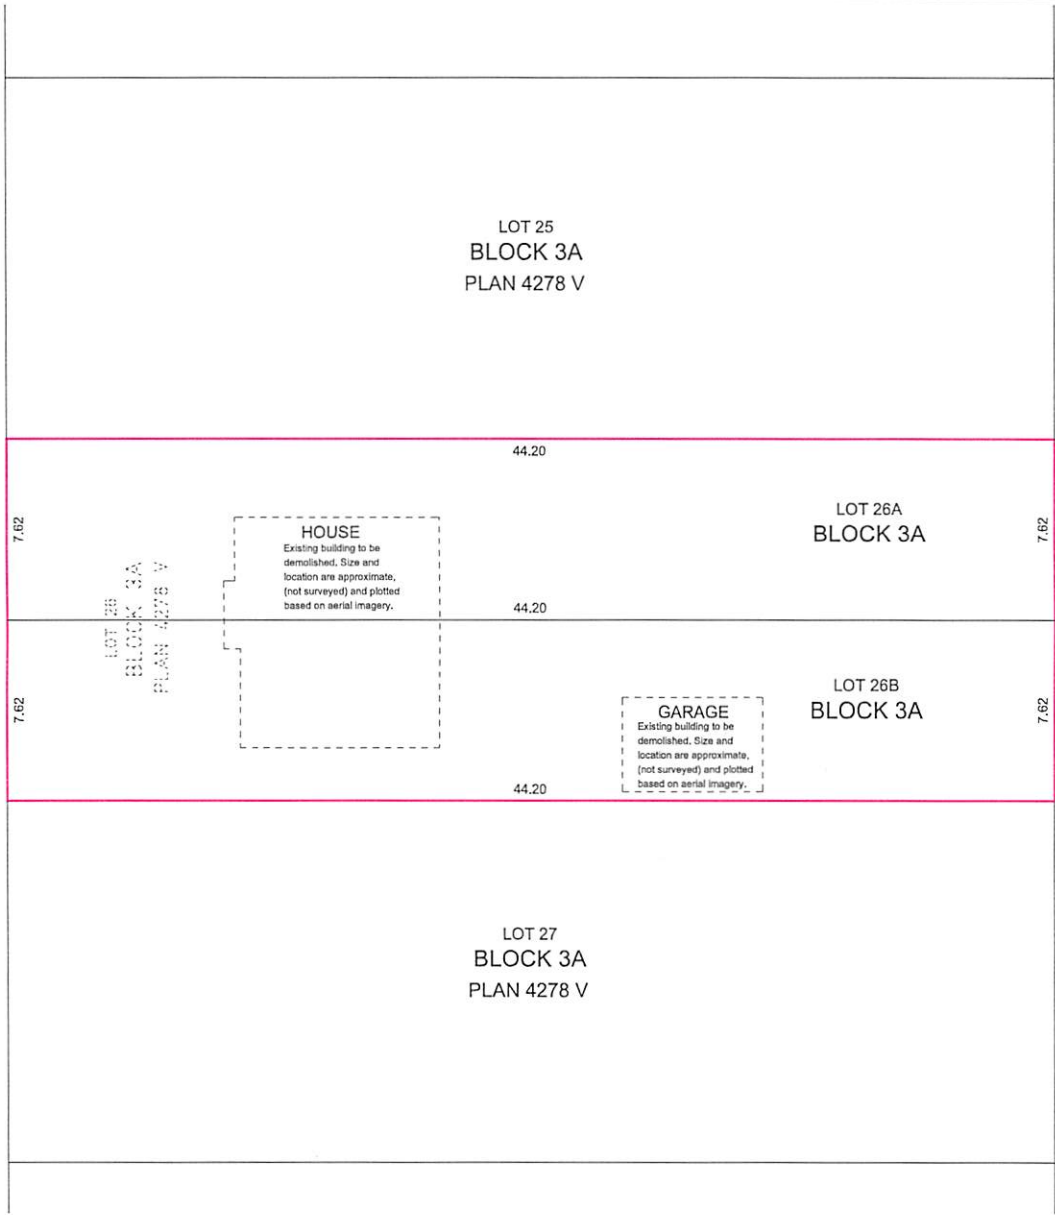 LOT 25
BLOCK 3A
PLAN 4278 V
44.20
7.62
HOUSE
Existing building to be
demolished. Size and
location are approximate,
(not surveyed) and plotted
based on aerial imagery.
LOT 26A
BLOCK 3A
7.62
LOT 26
BLOCK 3A
PLAN 4278 V
44.20
7.62
GARAGE
Existing building to be
demolished. Size and
location are approximate,
(not surveyed) and plotted
based on aerial imagery.
LOT 26B
BLOCK 3A
7.62
44.20
LOT 27
BLOCK 3A
PLAN 4278 V